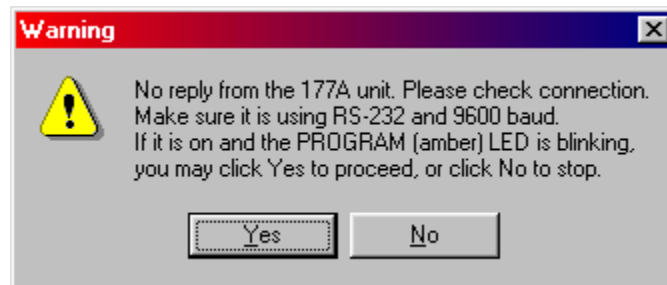 Warning
No reply from the 177A unit. Please check connection.
Make sure it is using RS-232 and 9600 baud.
If it is on and the PROGRAM (amber) LED is blinking,
you may click Yes to proceed, or click No to stop.
Yes No